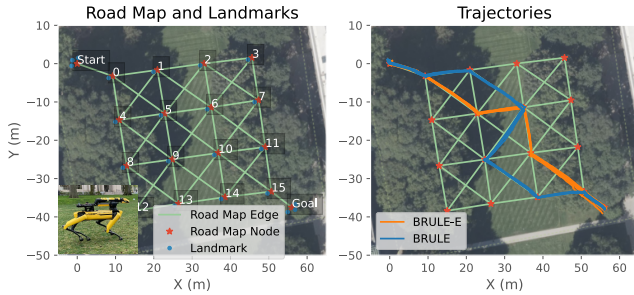 Road Map and Landmarks
Trajectories
10
0
−10
−20
−30
−40
−50
Y (m)
0 10 20 30 40 50 60
X (m)
Start
0
1
2
3
4
5
6
7
8
9
10
11
12
13
14
15
Goal
Road Map Edge
Road Map Node
Landmark
10
0
−10
−20
−30
−40
−50
0 10 20 30 40 50 60
X (m)
BRULE-E
BRULE